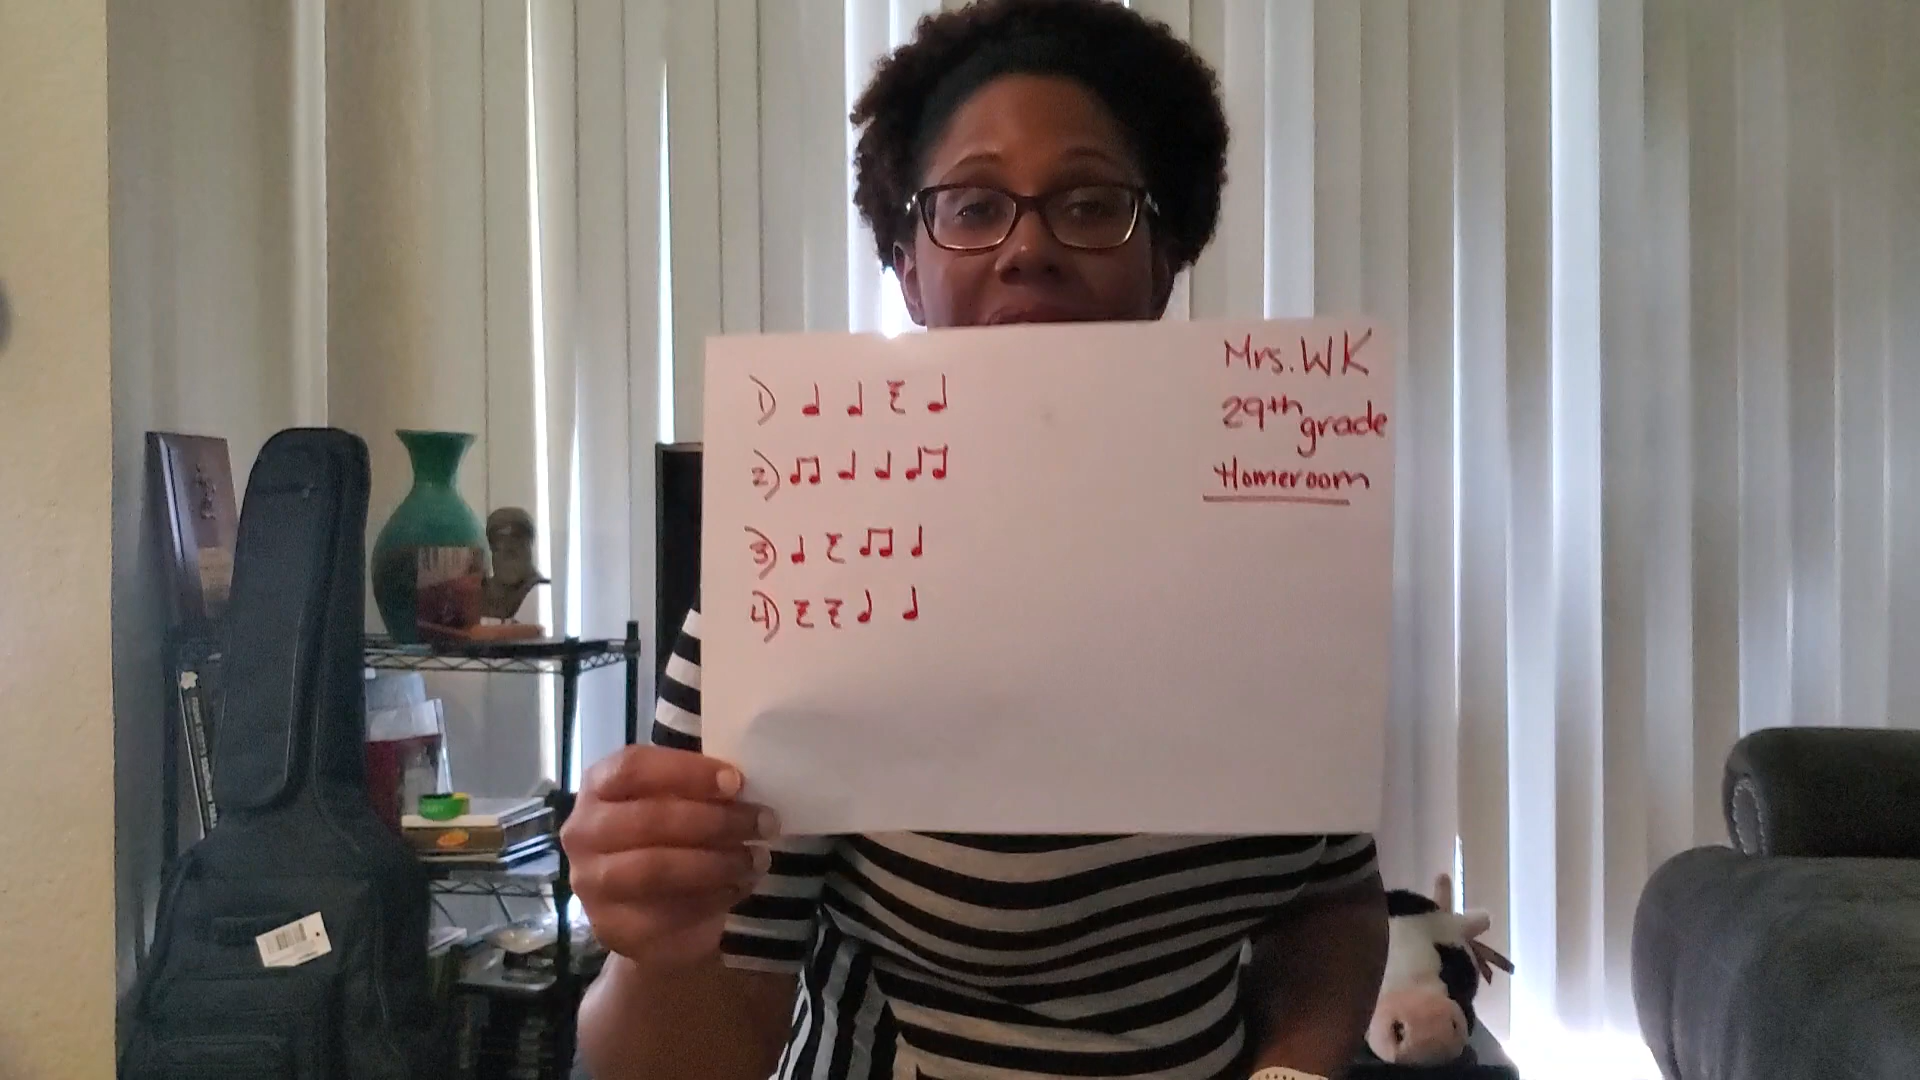 Mrs. WK
29th grade
Homeroom
1) ♩ ♩ 𝄽 ♩
2) ♫ ♩ ♩ ♫
3) ♩ 𝄽 ♫ ♩
4) 𝄽 𝄽 ♩ ♩